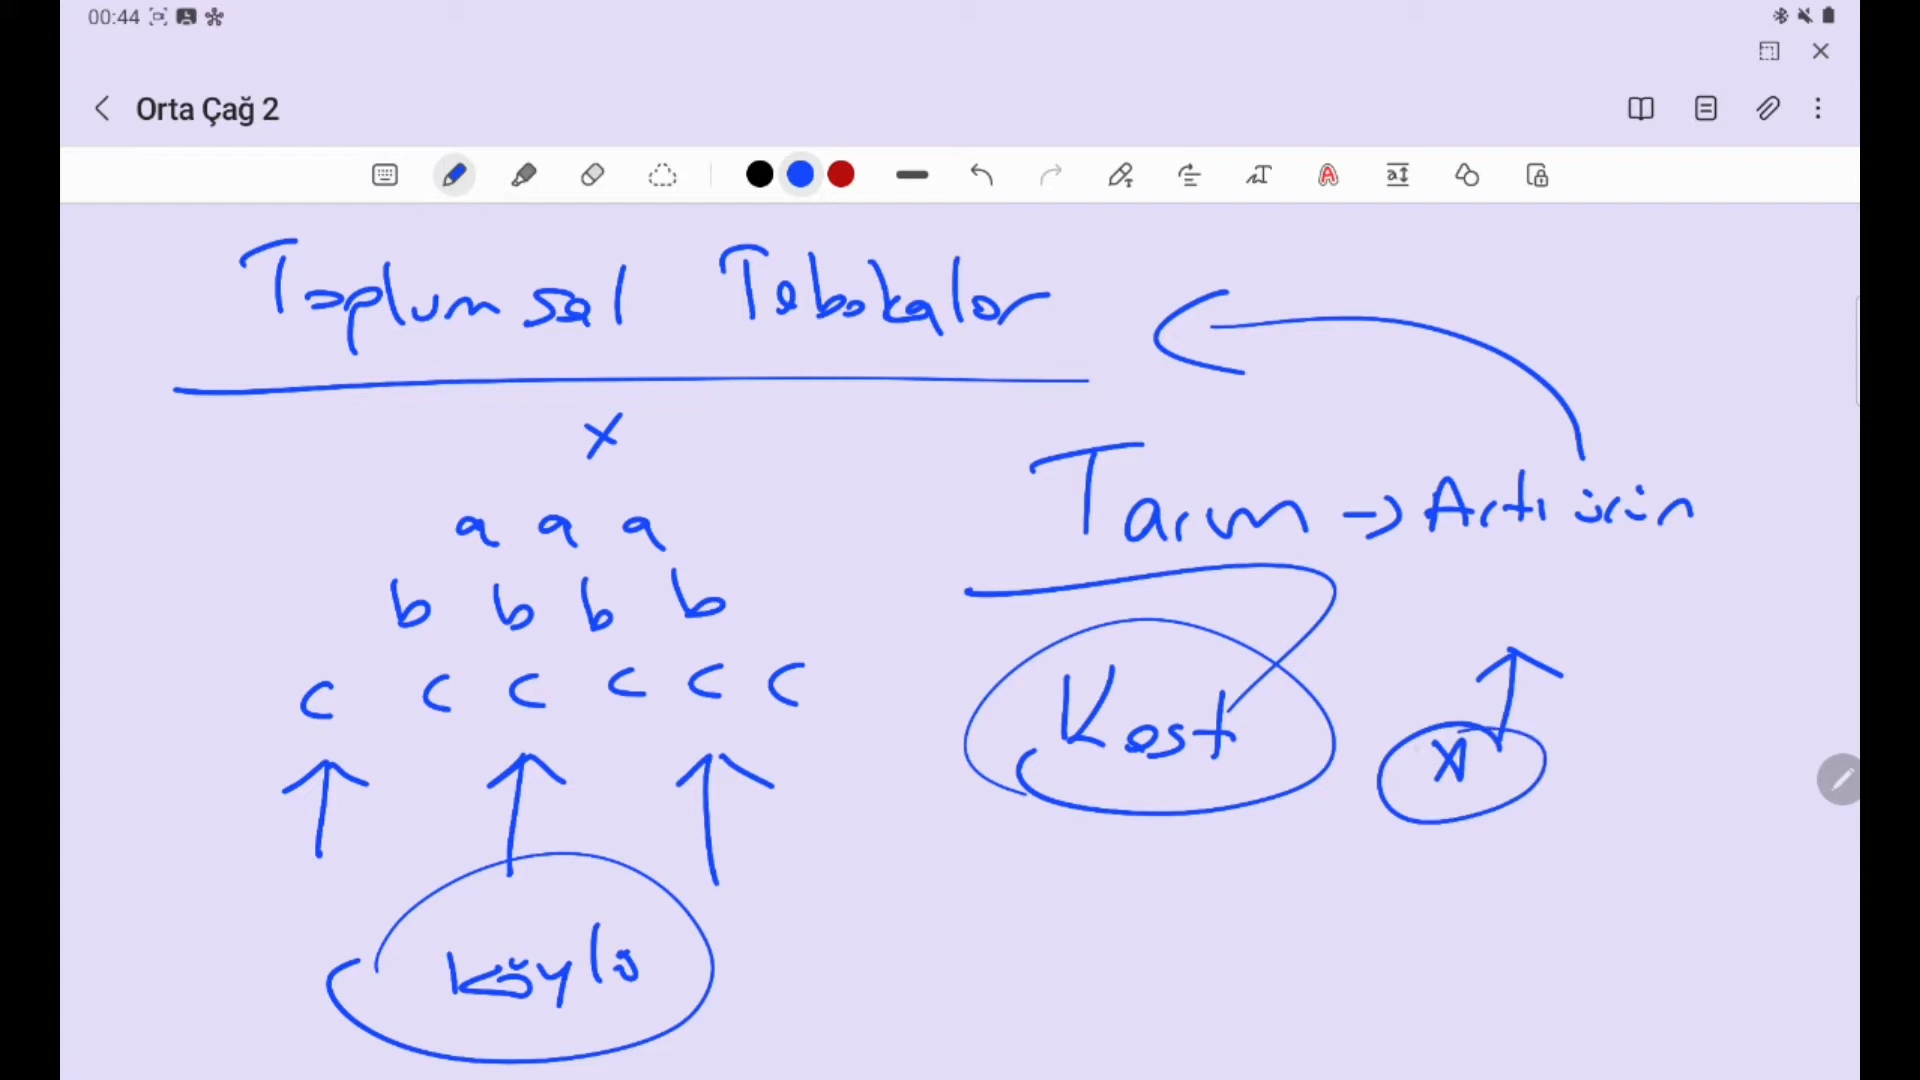 00:44
Orta Çağ 2
Toplumsal Tabakalar
x
a a a
b b b b
c c c c c c
köylü
Tarım → Artı ürün
Kast